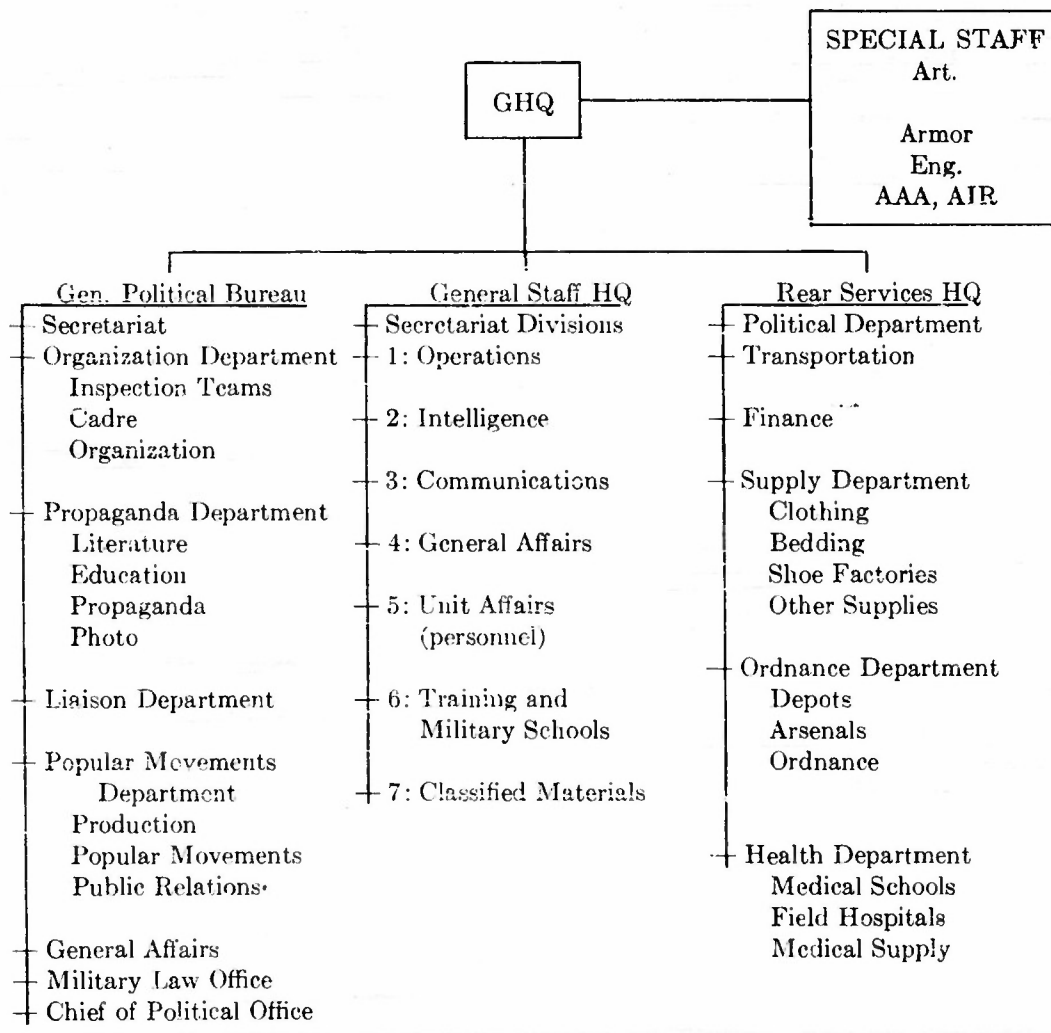 SPECIAL STAFF
Art.
Armor
Eng.
AAA, AIR
GHQ
Gen. Political Bureau
Secretariat
Organization Department
Inspection Teams
Cadre
Organization
Propaganda Department
Literature
Education
Propaganda
Photo
Liaison Department
Popular Movements
Department
Production
Popular Movements
Public Relations
General Affairs
Military Law Office
Chief of Political Office
General Staff HQ
Secretariat Divisions
1: Operations
2: Intelligence
3: Communications
4: General Affairs
5: Unit Affairs
(personnel)
6: Training and
Military Schools
7: Classified Materials
Rear Services HQ
Political Department
Transportation
Finance
Supply Department
Clothing
Bedding
Shoe Factories
Other Supplies
Ordnance Department
Depots
Arsenals
Ordnance
Health Department
Medical Schools
Field Hospitals
Medical Supply